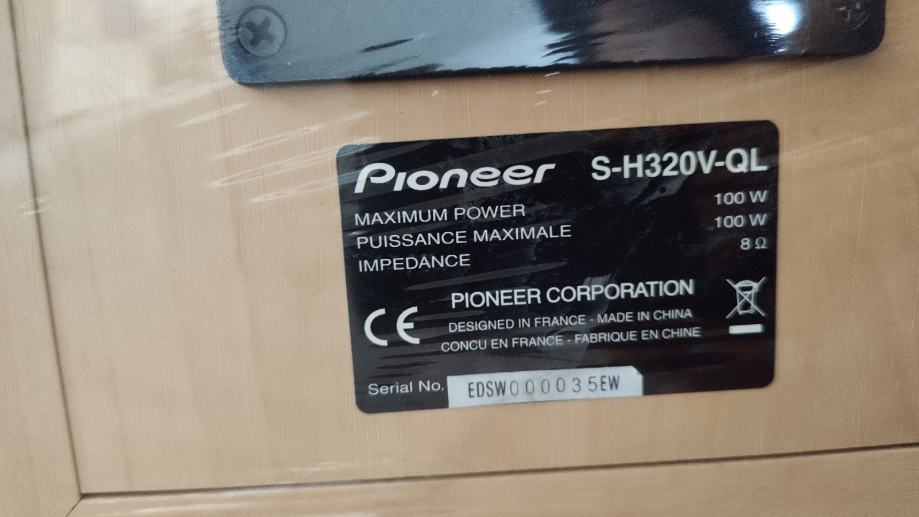 Pioneer S-H320V-QL
MAXIMUM POWER 100 W
PUISSANCE MAXIMALE 100 W
IMPEDANCE 8 Ω
PIONEER CORPORATION
CE
DESIGNED IN FRANCE - MADE IN CHINA
CONCU EN FRANCE - FABRIQUE EN CHINE
Serial No. EDSW000035EW